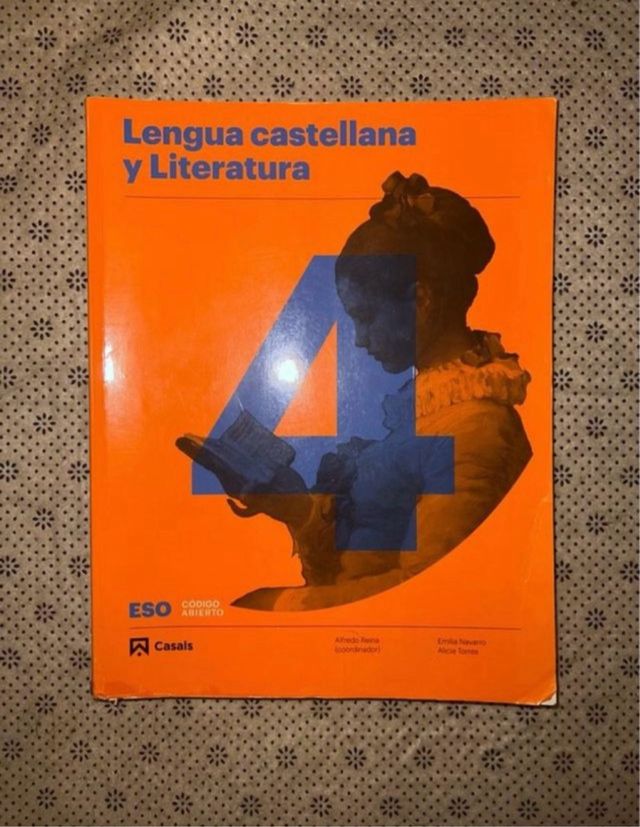 Lengua castellana
y Literatura
4
ESO
CÓDIGO
ABIERTO
Casals
Alfredo Reina
(coordinador)
Emilia Navarro
Alicia Torres